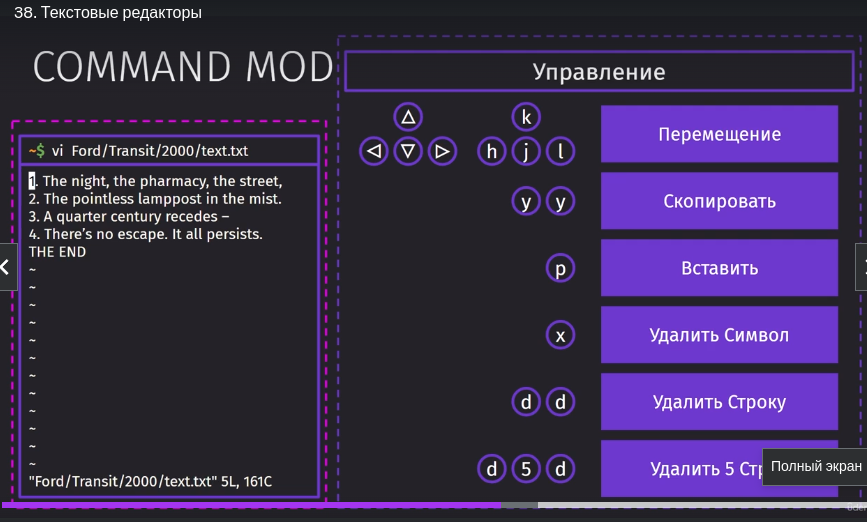 38. Текстовые редакторы
COMMAND MOD
Управление
~$ vi Ford/Transit/2000/text.txt
1. The night, the pharmacy, the street,
2. The pointless lamppost in the mist.
3. A quarter century recedes –
4. There's no escape. It all persists.
THE END
~
~
~
~
~
~
~
~
~
~
~
~
"Ford/Transit/2000/text.txt" 5L, 161C
k
h j l
Перемещение
y y
Скопировать
p
Вставить
x
Удалить Символ
d d
Удалить Строку
d 5 d
Удалить 5 Стр
Полный экран